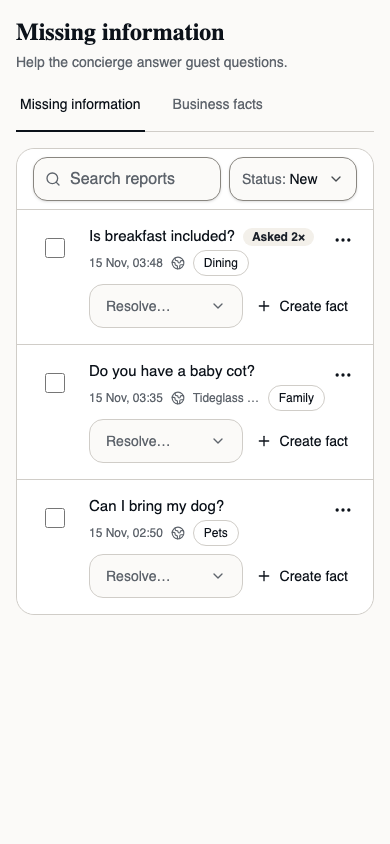 Missing information
Help the concierge answer guest questions.
Missing information
Business facts
Search reports
Status: New
Is breakfast included? Asked 2×
15 Nov, 03:48 Dining
Resolve…
Create fact
Do you have a baby cot?
15 Nov, 03:35 Tideglass … Family
Resolve…
Create fact
Can I bring my dog?
15 Nov, 02:50 Pets
Resolve…
Create fact